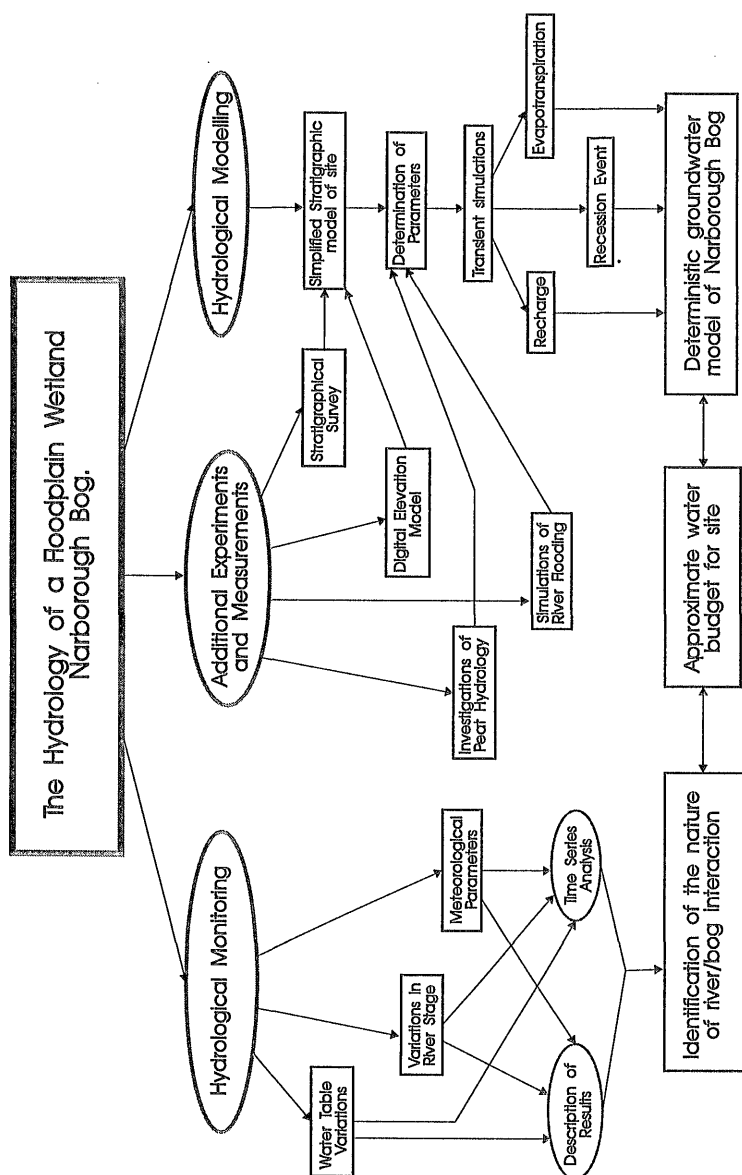 The Hydrology of a Floodplain Wetland
Narborough Bog.
Hydrological Monitoring
Additional Experiments
and Measurements
Hydrological Modelling
Water Table
Variations
Variations In
River Stage
Meteorological
Parameters
Description of
Results
Time Series
Analysis
Investigations of
Peat Hydrology
Simulations of
River Flooding
Digital Elevation
Model
Stratigraphical
Survey
Simplified Stratigraphic
model of site
Determination of
Parameters
Transient simulations
Recharge
Recession Event
Evapotranspiration
Identification of the nature
of river/bog interaction
Approximate water
budget for site
Deterministic groundwater
model of Narborough Bog